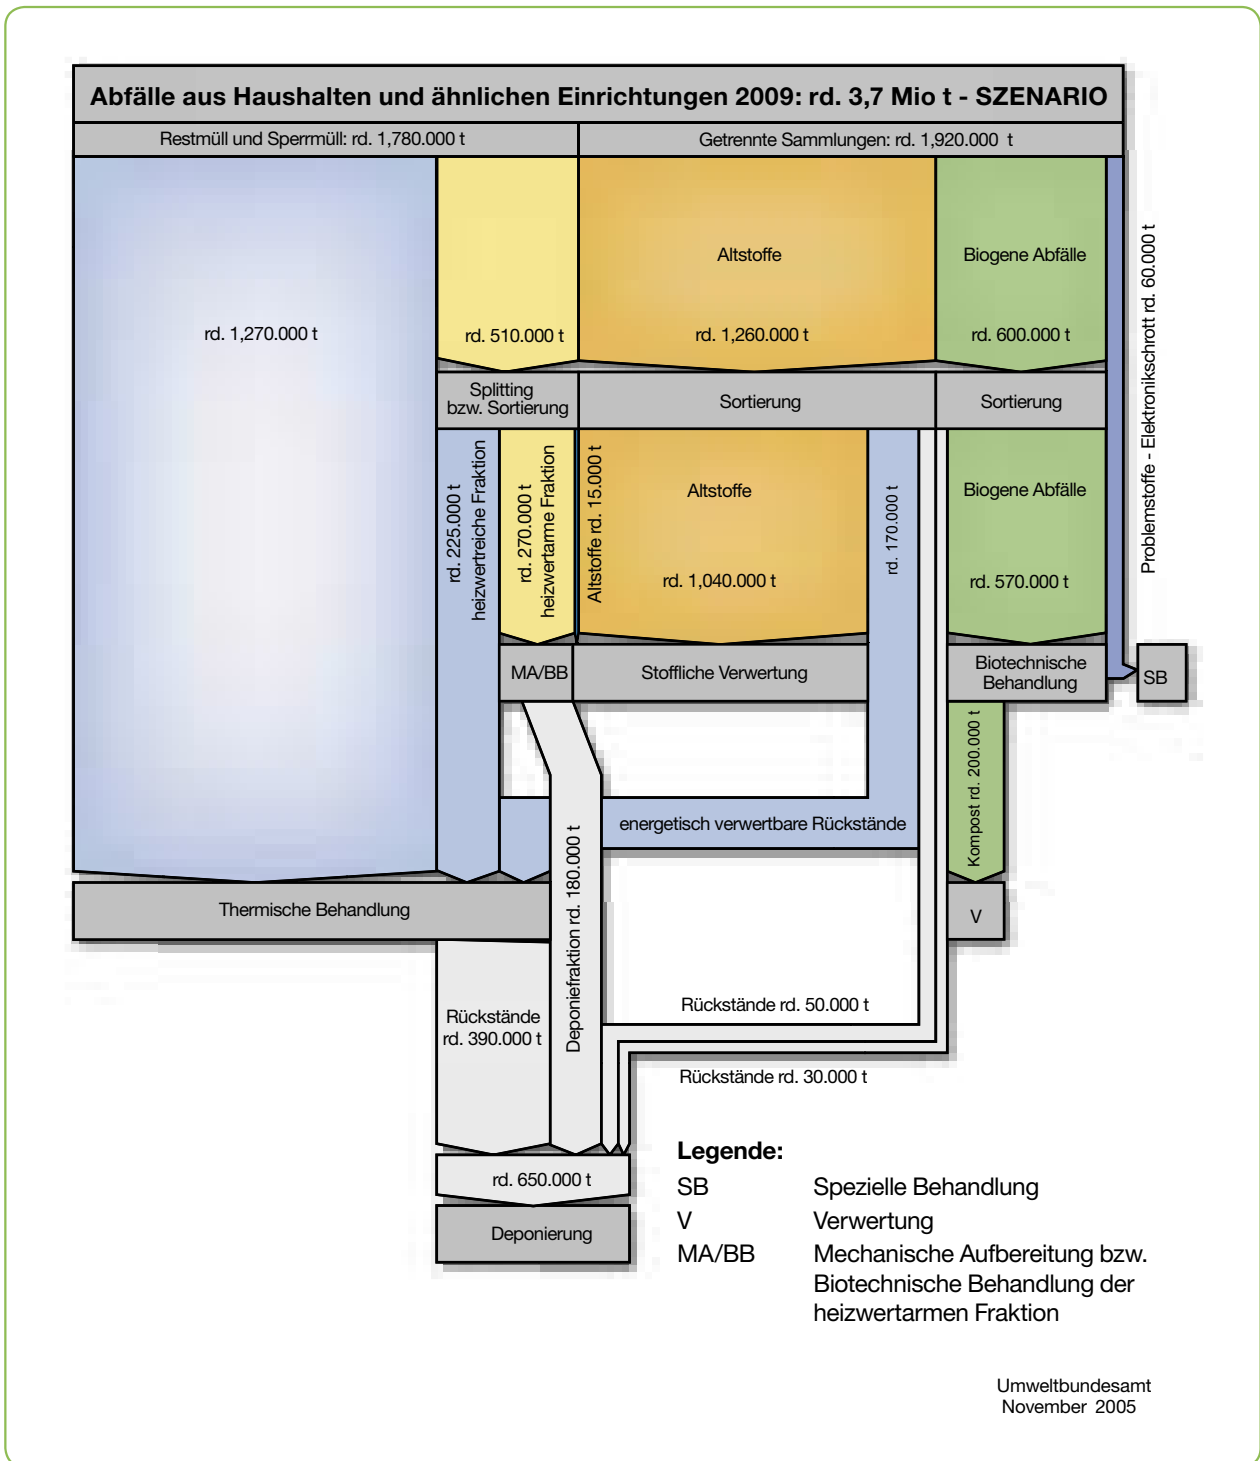 Abfälle aus Haushalten und ähnlichen Einrichtungen 2009: rd. 3,7 Mio t - SZENARIO
Restmüll und Sperrmüll: rd. 1,780.000 t
Getrennte Sammlungen: rd. 1,920.000 t
rd. 1,270.000 t
rd. 510.000 t
Altstoffe
rd. 1,260.000 t
Biogene Abfälle
rd. 600.000 t
Problemstoffe - Elektronikschrott rd. 60.000 t
Splitting
bzw. Sortierung
Sortierung
Sortierung
rd. 225.000 t
heizwertreiche Fraktion
rd. 270.000 t
heizwertarme Fraktion
Altstoffe rd. 15.000 t
Altstoffe
rd. 1,040.000 t
rd. 170.000 t
Biogene Abfälle
rd. 570.000 t
MA/BB
Stoffliche Verwertung
Biotechnische
Behandlung
SB
Kompost rd. 200.000 t
energetisch verwertbare Rückstände
Thermische Behandlung
Deponiefraktion rd. 180.000 t
V
Rückstände
rd. 390.000 t
Rückstände rd. 50.000 t
Rückstände rd. 30.000 t
rd. 650.000 t
Deponierung
Legende:
SB Spezielle Behandlung
V Verwertung
MA/BB Mechanische Aufbereitung bzw.
Biotechnische Behandlung der
heizwertarmen Fraktion
Umweltbundesamt
November 2005